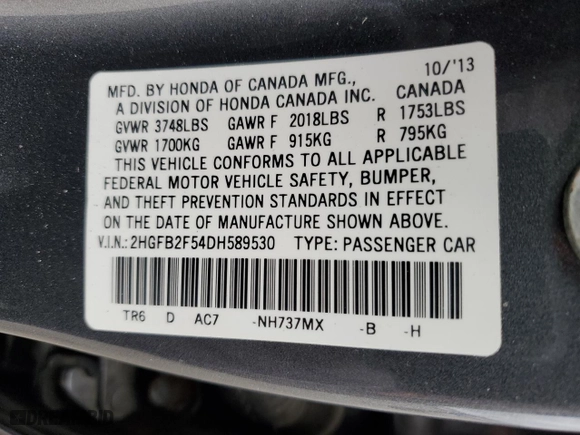 MFD. BY HONDA OF CANADA MFG., 10/'13
A DIVISION OF HONDA CANADA INC. CANADA
GVWR 3748LBS GAWR F 2018LBS R 1753LBS
GVWR 1700KG GAWR F 915KG R 795KG
THIS VEHICLE CONFORMS TO ALL APPLICABLE
FEDERAL MOTOR VEHICLE SAFETY, BUMPER,
AND THEFT PREVENTION STANDARDS IN EFFECT
ON THE DATE OF MANUFACTURE SHOWN ABOVE.
V.I.N.: 2HGFB2F54DH589530 TYPE: PASSENGER CAR
TR6 D AC7 -NH737MX -B -H